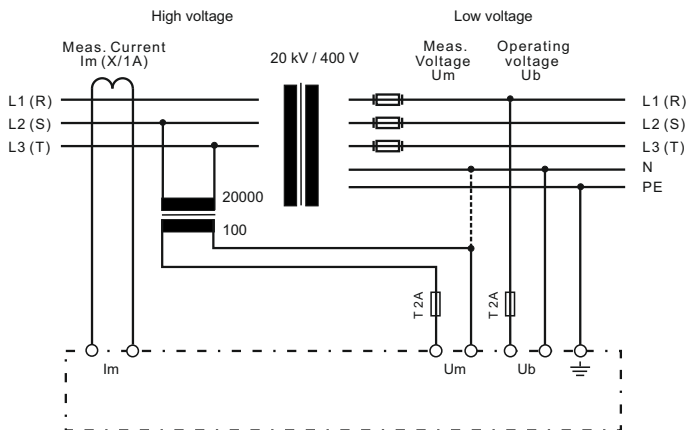 High voltage
Low voltage
Meas. Current
Im (X/1A)
20 kV / 400 V
Meas.
Voltage
Um
Operating
voltage
Ub
L1 (R)
L2 (S)
L3 (T)
L1 (R)
L2 (S)
L3 (T)
N
PE
20000
100
T 2A
T 2A
Im
Um
Ub